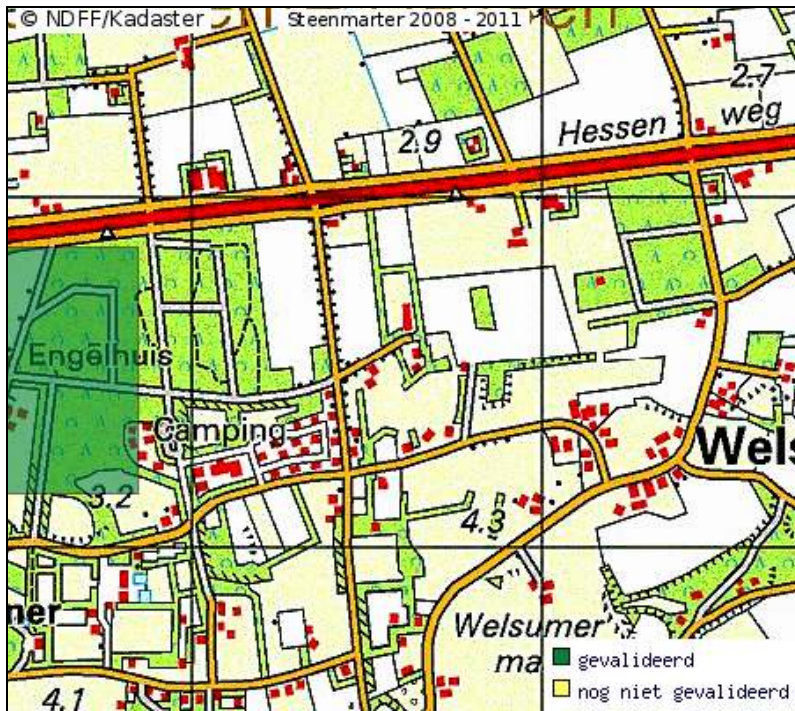 © NDFF/Kadaster
Steenmarter 2008 - 2011
2.7
2.9
Hessen
weg
Engelhuis
Camping
Wels
3.2
4.3
ner
Welsumer
ma
gevalideerd
nog niet gevalideerd
4.1